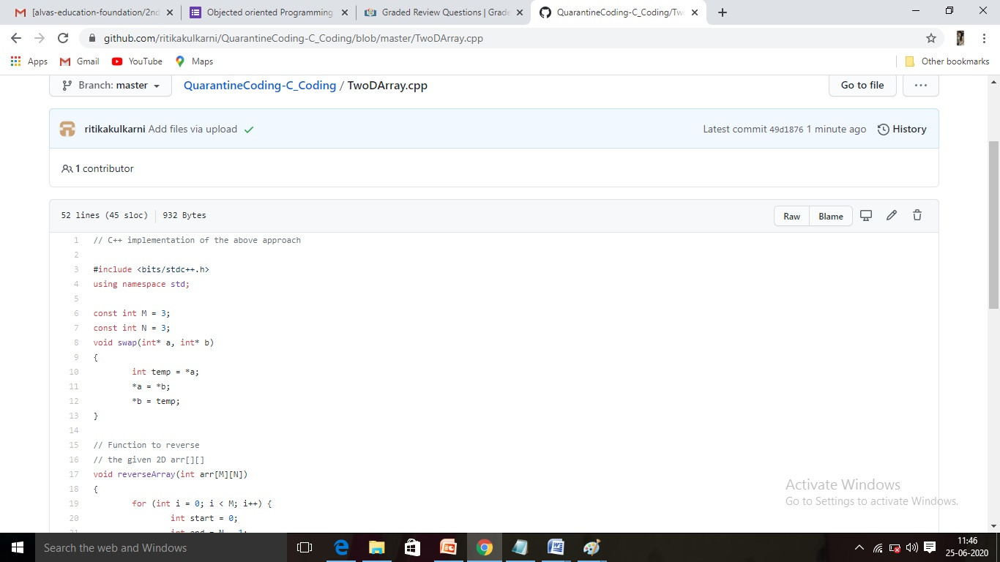 [alvas-education-foundation/2nd
Objected oriented Programming
Graded Review Questions | Grade
QuarantineCoding-C_Coding/Two
github.com/ritikakulkarni/QuarantineCoding-C_Coding/blob/master/TwoDArray.cpp
Apps Gmail YouTube Maps Other bookmarks
Branch: master QuarantineCoding-C_Coding / TwoDArray.cpp Go to file ...
ritikakulkarni Add files via upload Latest commit 49d1876 1 minute ago History
1 contributor
52 lines (45 sloc) 932 Bytes Raw Blame
1 // C++ implementation of the above approach
2
3 #include <bits/stdc++.h>
4 using namespace std;
5
6 const int M = 3;
7 const int N = 3;
8 void swap(int* a, int* b)
9 {
10 int temp = *a;
11 *a = *b;
12 *b = temp;
13 }
14
15 // Function to reverse
16 // the given 2D arr[][]
17 void reverseArray(int arr[M][N])
18 {
19 for (int i = 0; i < M; i++) {
20 int start = 0;
21 int end = N - 1;
Activate Windows
Go to Settings to activate Windows.
Search the web and Windows
11:46
25-06-2020